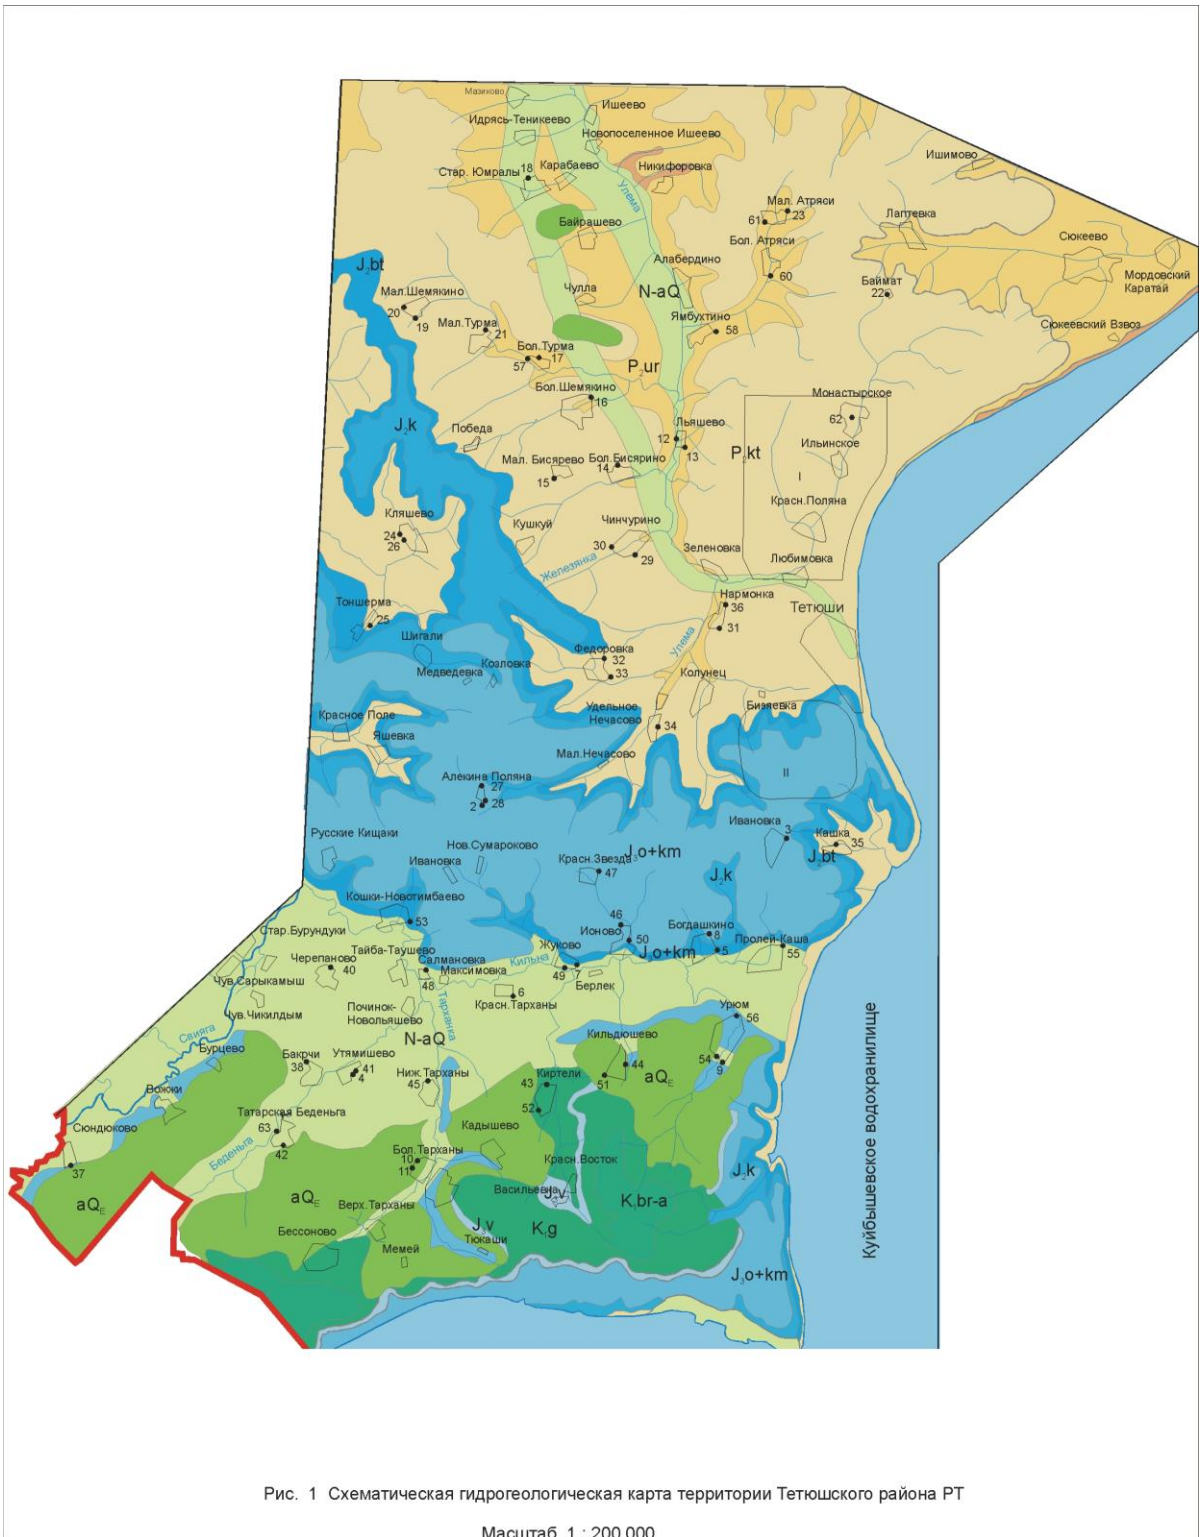 Мазиково
Ишеево
Идрясь-Теникеево
Новопоселенное Ишеево
Ишимово
Стар. Юмралы
18
Карабаево
Никифоровка
Улема
Мал. Атряси
61
23
Лаптевка
Байрашево
Бол. Атряси
Сюкеево
J2bt
Алабердино
60
Баймат
22
Мордовский
Каратай
Мал.Шемякино
20
19
Чулла
N-aQ
Мал.Турма
21
Ямбухтино
58
Сюкеевский Взвоз
Бол.Турма
57
17
P2ur
Бол.Шемякино
16
Монастырское
62
J2k
Победа
Льяшево
12
13
P2kt
Ильинское
Мал. Бисярево
15
Бол.Бисярино
14
I
Красн.Поляна
Кляшево
24
26
Кушкуй
Чинчурино
30
29
Железянка
Зеленовка
Любимовка
Тоншерма
25
Нармонка
36
31
Тетюши
Шигали
Медведевка
Козловка
Федоровка
32
33
Улема
Колунец
Красное Поле
Яшевка
Удельное
Нечасово
34
Бизяевка
Мал.Нечасово
Алекина Поляна
27
2
28
II
Русские Кищаки
Ивановка
3
Кашка
35
Ивановка
Нов.Сумароково
Красн.Звезда
47
J3o+km
J2bt
J2k
Кошки-Новотимбаево
53
46
Ионово
50
Богдашкино
8
5
J3o+km
Пролей-Каша
55
Стар.Бурундуки
Тайба-Таушево
Жуково
49
7
Кильна
Черепаново
40
Салмановка
48
Максимовка
Берлек
Чув.Сарыкамыш
6
Красн.Тарханы
Чув.Чикилдым
Починок-
Новольяшево
Тарханка
Урюм
56
Свияга
N-aQ
Кильдюшево
44
51
54
9
Бурцево
Бакрчи
38
Утямишево
41
4
Ниж.Тарханы
45
Киртели
43
52
aQE
Вожжи
Татарская Беденьга
63
42
Сюндюково
37
Беденьга
Кадышево
Бол.Тарханы
10
11
Красн.Восток
J2k
aQE
aQE
Верх.Тарханы
Васильевка
J3v
K1br-a
Бессоново
J3v
K1g
Тюкаши
Мемей
J3o+km
Куйбышевское водохранилище
Рис. 1 Схематическая гидрогеологическая карта территории Тетюшского района РТ
Масштаб 1 : 200 000